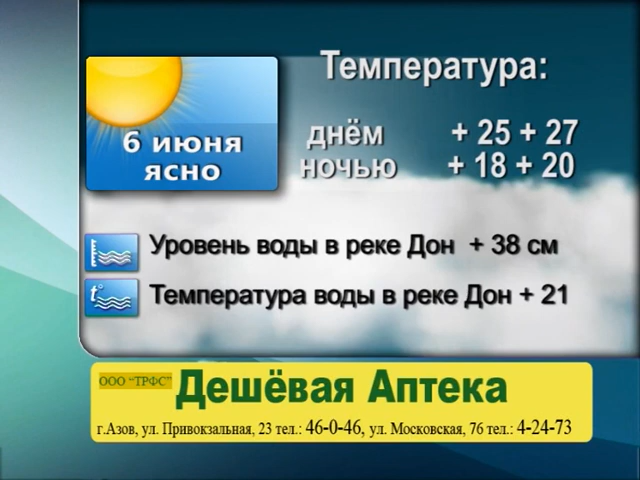 Температура:
6 июня
ясно
днём + 25 + 27
ночью + 18 + 20
Уровень воды в реке Дон + 38 см
t° Температура воды в реке Дон + 21
ООО "ТРФС" Дешёвая Аптека
г.Азов, ул. Привокзальная, 23 тел.: 46-0-46, ул. Московская, 76 тел.: 4-24-73